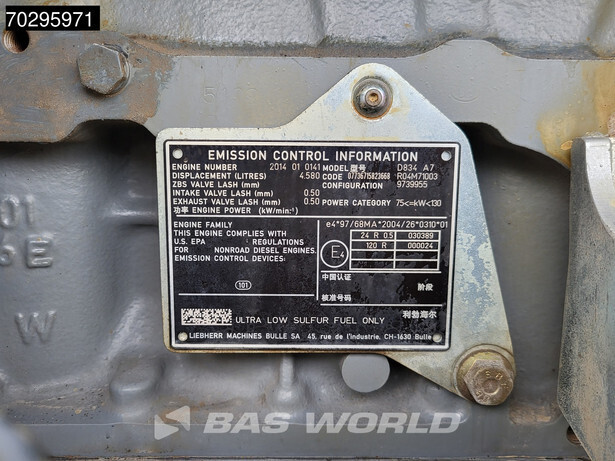 70295971
EMISSION CONTROL INFORMATION
ENGINE NUMBER 2014 01 0141 MODEL 型号 D834 A7
DISPLACEMENT (LITRES) 4.580 CODE 07736715823668 R04M71003
ZBS VALVE LASH (mm) CONFIGURATION 9739955
INTAKE VALVE LASH (mm) 0.50
EXHAUST VALVE LASH (mm) 0.50 POWER CATEGORY 75<=kW<130
功率 ENGINE POWER (kW/min⁻¹):
ENGINE FAMILY e4*97/68MA*2004/26*0310*01
THIS ENGINE COMPLIES WITH
U.S. EPA REGULATIONS
FOR NONROAD DIESEL ENGINES.
EMISSION CONTROL DEVICES:
E4
24 R 0.5 030389
120 R 000024
中国认证 阶段
101
核准号码
ULTRA LOW SULFUR FUEL ONLY 利勃海尔
LIEBHERR MACHINES BULLE SA 45, rue de l'industrie, CH-1630 Bulle
01
6E
W
BAS WORLD